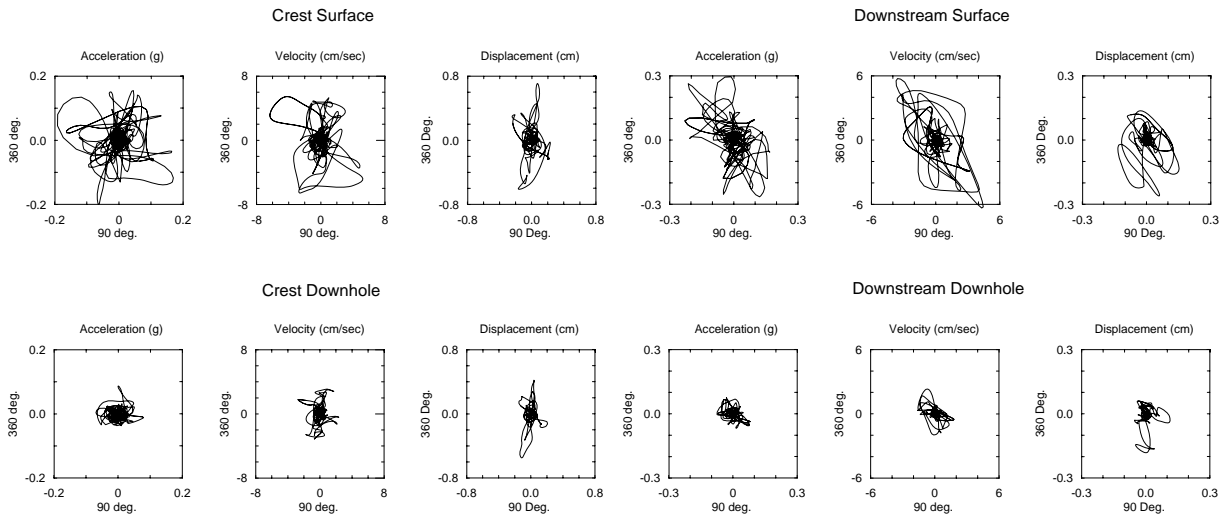 Crest Surface
Downstream Surface
Acceleration (g)
Velocity (cm/sec)
Displacement (cm)
Acceleration (g)
Velocity (cm/sec)
Displacement (cm)
0.2
0.0
-0.2
360 deg.
-0.2 0 0.2
90 deg.
8
0
-8
360 deg.
-8 0 8
90 deg.
0.8
0.0
-0.8
360 Deg.
-0.8 0.0 0.8
90 Deg.
0.3
0.0
-0.3
360 deg.
-0.3 0 0.3
90 deg.
6
0
-6
360 deg.
-6 0 6
90 deg.
0.3
0.0
-0.3
360 Deg.
-0.3 0.0 0.3
90 Deg.
Crest Downhole
Downstream Downhole
Acceleration (g)
Velocity (cm/sec)
Displacement (cm)
Acceleration (g)
Velocity (cm/sec)
Displacement (cm)
0.2
0.0
-0.2
360 deg.
-0.2 0 0.2
90 deg.
8
0
-8
360 deg.
-8 0 8
90 deg.
0.8
0.0
-0.8
360 Deg.
-0.8 0.0 0.8
90 Deg.
0.3
0.0
-0.3
360 deg.
-0.3 0 0.3
90 deg.
6
0
-6
360 deg.
-6 0 6
90 deg.
0.3
0.0
-0.3
360 Deg.
-0.3 0.0 0.3
90 Deg.